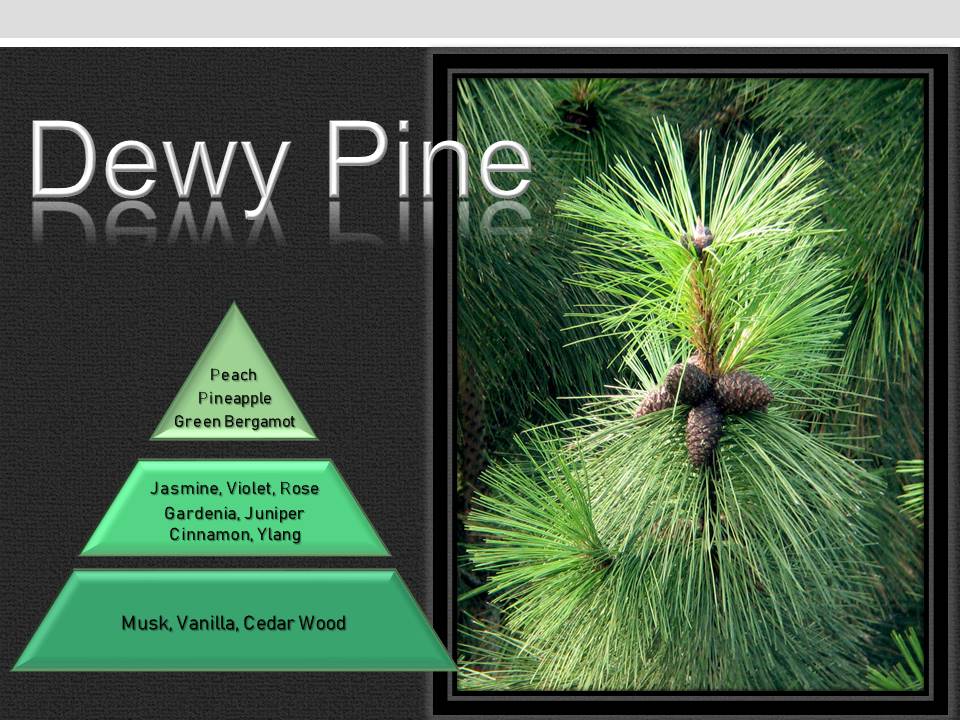 Dewy Pine
Peach
Pineapple
Green Bergamot
Jasmine, Violet, Rose
Gardenia, Juniper
Cinnamon, Ylang
Musk, Vanilla, Cedar Wood